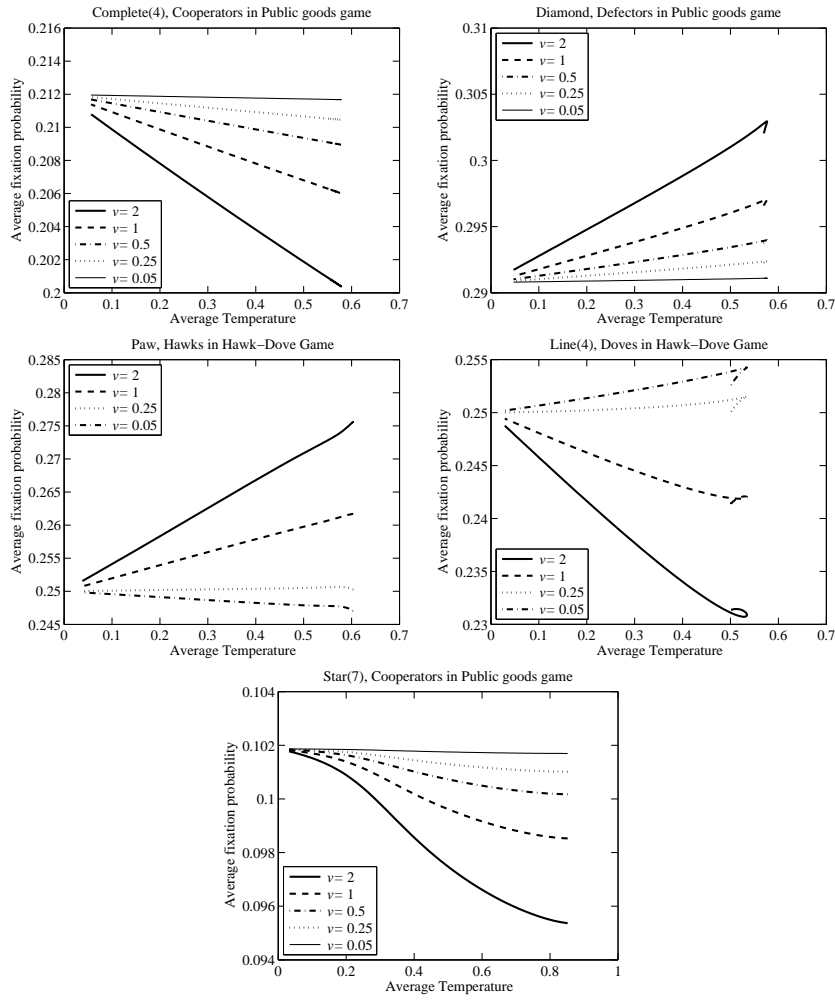 Complete(4), Cooperators in Public goods game
0.216
0.214
0.212
0.21
0.208
0.206
0.204
0.202
0.2
Average fixation probability
v= 2
v= 1
v= 0.5
v= 0.25
v= 0.05
0 0.1 0.2 0.3 0.4 0.5 0.6 0.7
Average Temperature
Diamond, Defectors in Public goods game
0.31
0.305
0.3
0.295
0.29
Average fixation probability
v= 2
v= 1
v= 0.5
v= 0.25
v= 0.05
0 0.1 0.2 0.3 0.4 0.5 0.6 0.7
Average Temperature
Paw, Hawks in Hawk−Dove Game
0.285
0.28
0.275
0.27
0.265
0.26
0.255
0.25
0.245
Average fixation probability
v= 2
v= 1
v= 0.25
v= 0.05
0 0.1 0.2 0.3 0.4 0.5 0.6 0.7
Average Temperature
Line(4), Doves in Hawk−Dove Game
0.255
0.25
0.245
0.24
0.235
0.23
Average fixation probability
v= 2
v= 1
v= 0.25
v= 0.05
0 0.1 0.2 0.3 0.4 0.5 0.6 0.7
Average Temperature
Star(7), Cooperators in Public goods game
0.104
0.102
0.1
0.098
0.096
0.094
Average fixation probability
v= 2
v= 1
v= 0.5
v= 0.25
v= 0.05
0 0.2 0.4 0.6 0.8 1
Average Temperature